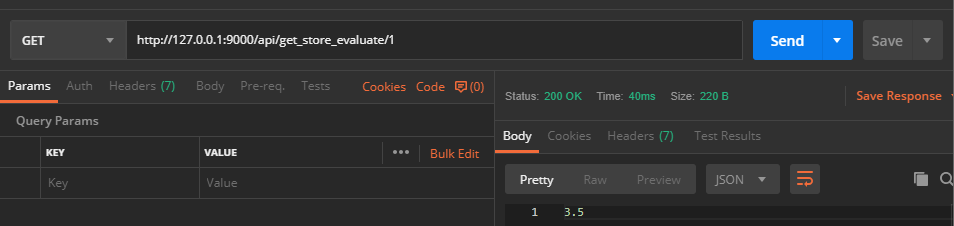 GET http://127.0.0.1:9000/api/get_store_evaluate/1 Send Save
Params Auth Headers (7) Body Pre-req. Tests Cookies Code (0)
Status: 200 OK Time: 40ms Size: 220 B Save Response
Query Params
Body Cookies Headers (7) Test Results
KEY VALUE ••• Bulk Edit
Key Value
Pretty Raw Preview JSON
1 3.5